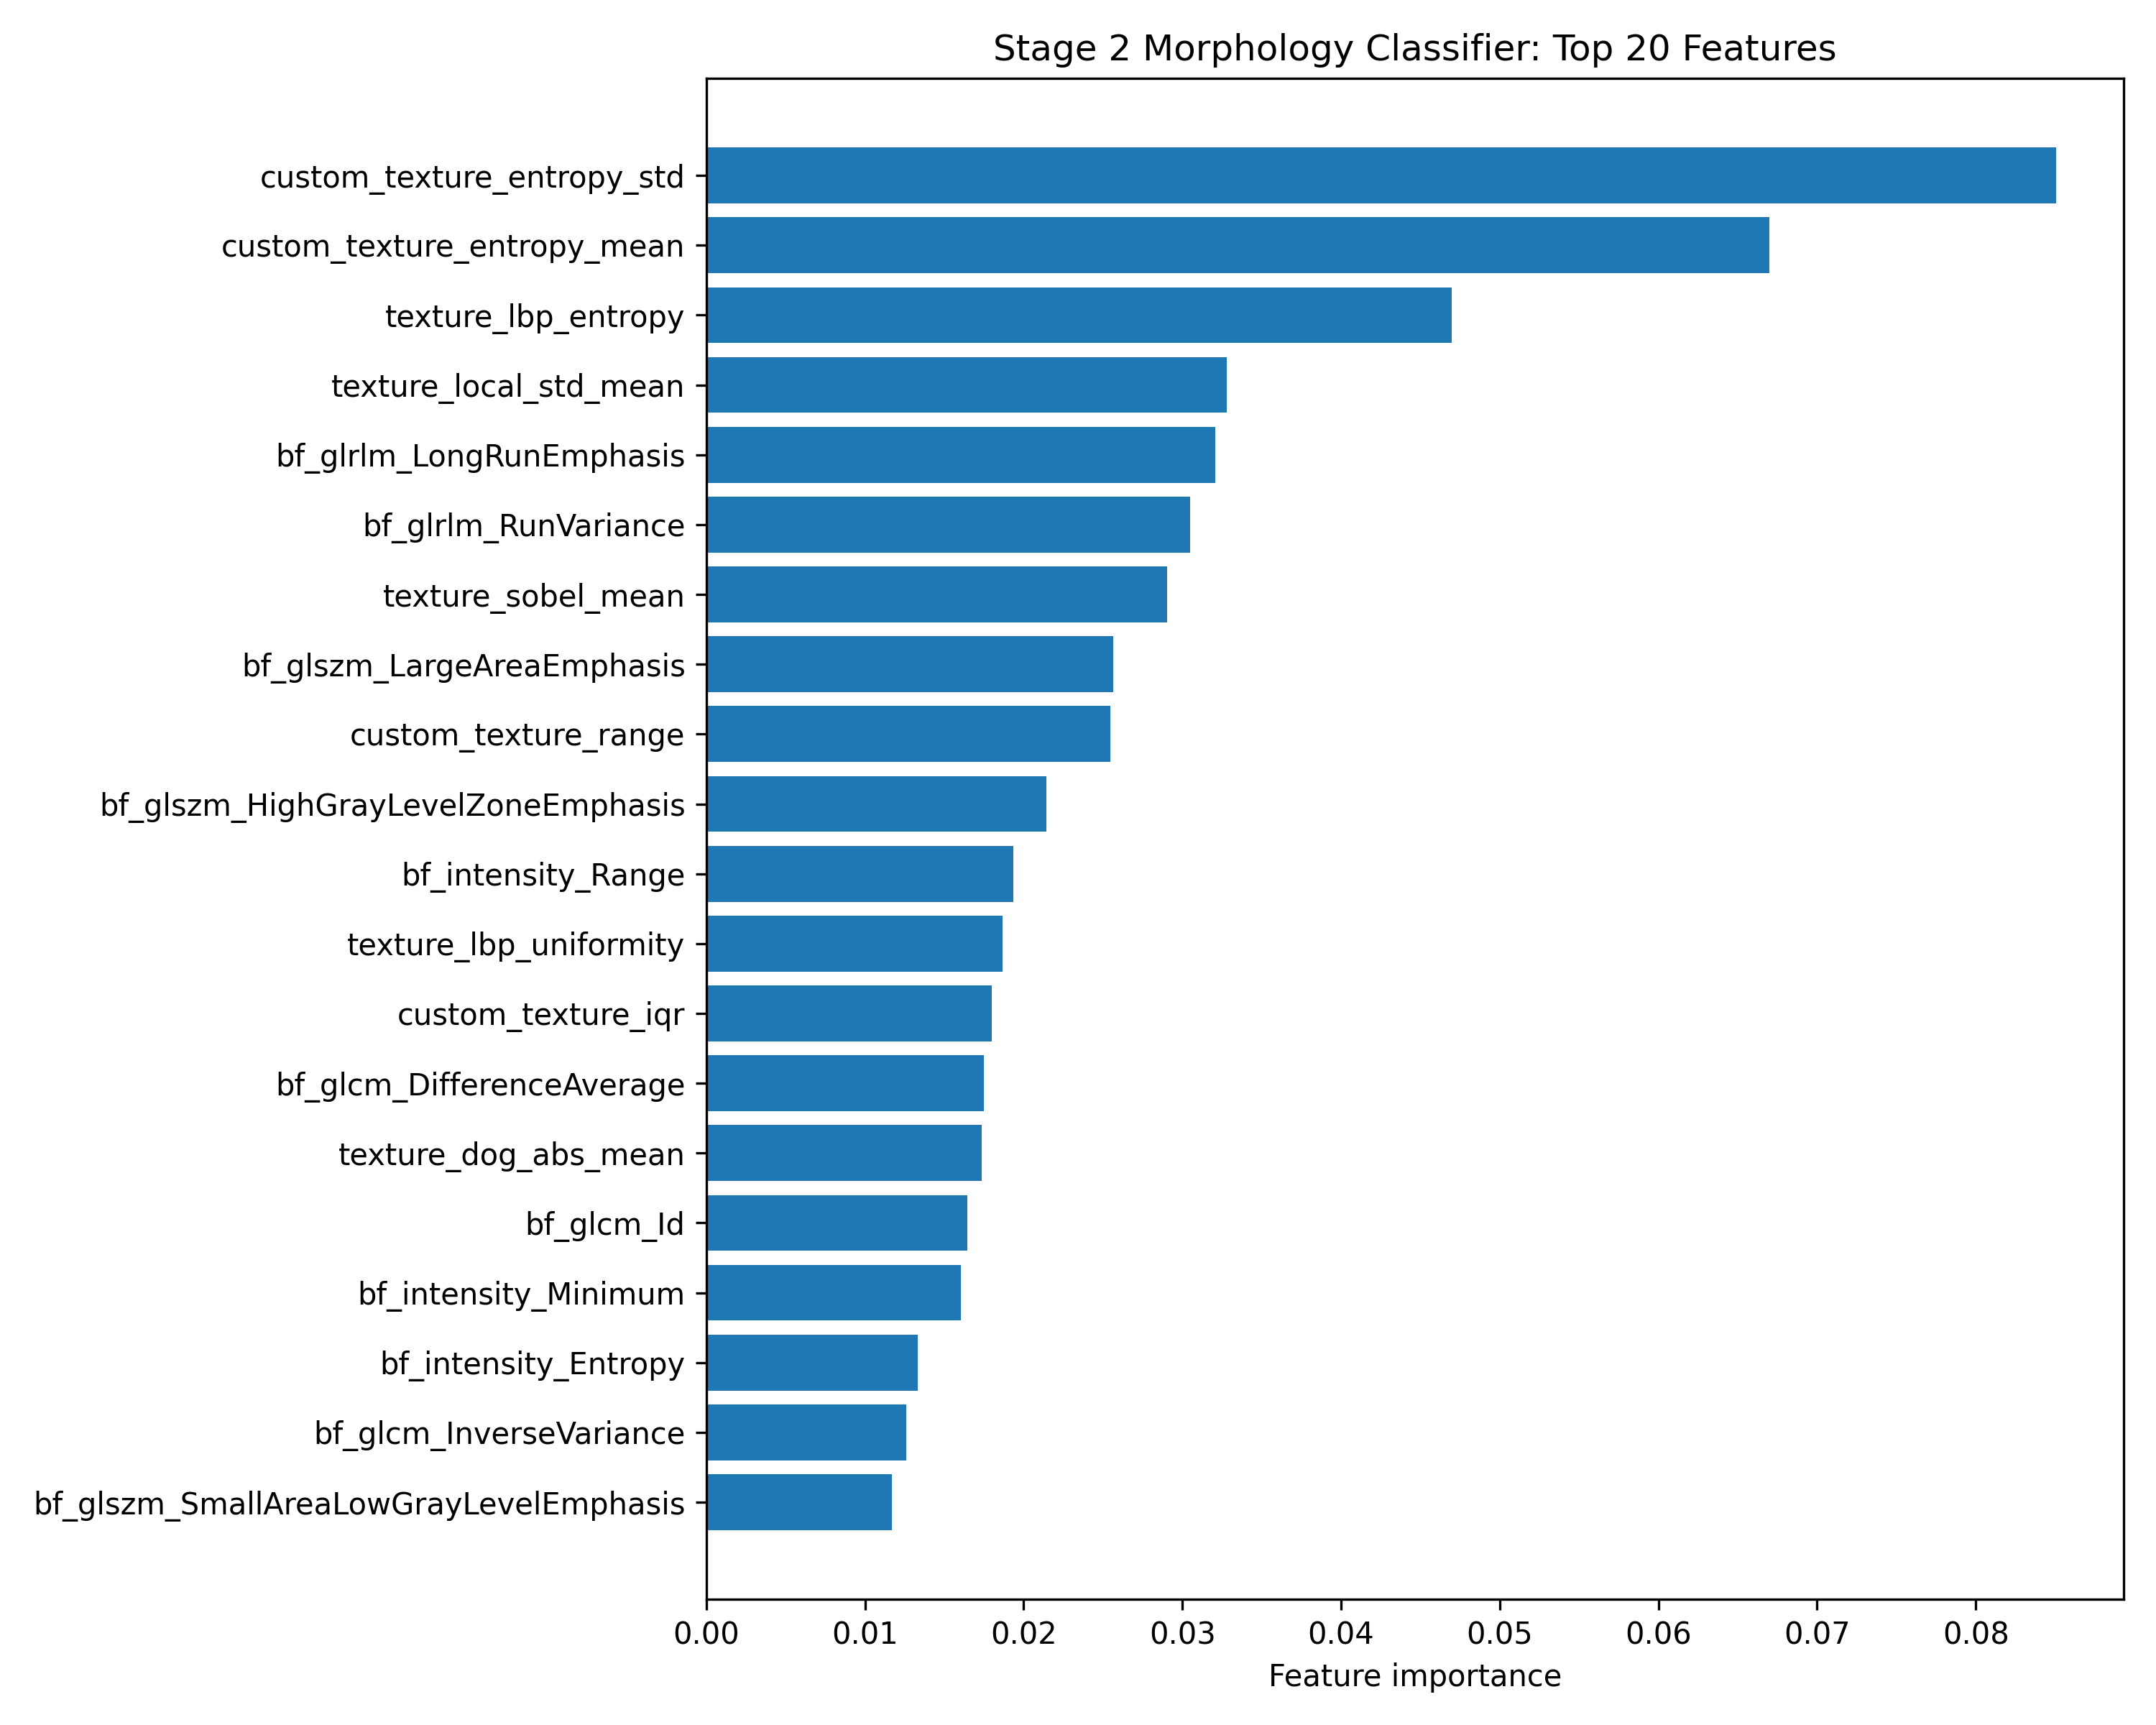 Stage 2 Morphology Classifier: Top 20 Features
custom_texture_entropy_std
custom_texture_entropy_mean
texture_lbp_entropy
texture_local_std_mean
bf_glrlm_LongRunEmphasis
bf_glrlm_RunVariance
texture_sobel_mean
bf_glszm_LargeAreaEmphasis
custom_texture_range
bf_glszm_HighGrayLevelZoneEmphasis
bf_intensity_Range
texture_lbp_uniformity
custom_texture_iqr
bf_glcm_DifferenceAverage
texture_dog_abs_mean
bf_glcm_Id
bf_intensity_Minimum
bf_intensity_Entropy
bf_glcm_InverseVariance
bf_glszm_SmallAreaLowGrayLevelEmphasis
0.00 0.01 0.02 0.03 0.04 0.05 0.06 0.07 0.08
Feature importance